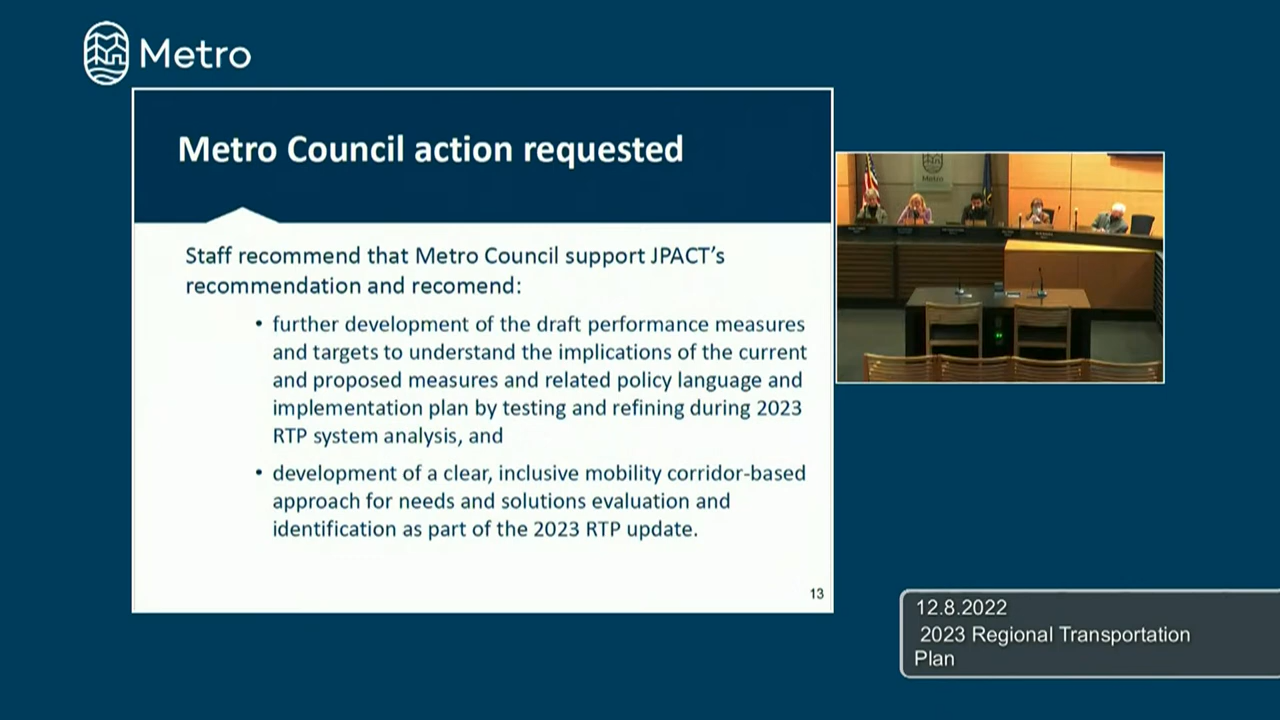 Metro
Metro Council action requested
Staff recommend that Metro Council support JPACT's
recommendation and recomend:
• further development of the draft performance measures
and targets to understand the implications of the current
and proposed measures and related policy language and
implementation plan by testing and refining during 2023
RTP system analysis, and
• development of a clear, inclusive mobility corridor-based
approach for needs and solutions evaluation and
identification as part of the 2023 RTP update.
13
Metro
12.8.2022
2023 Regional Transportation
Plan